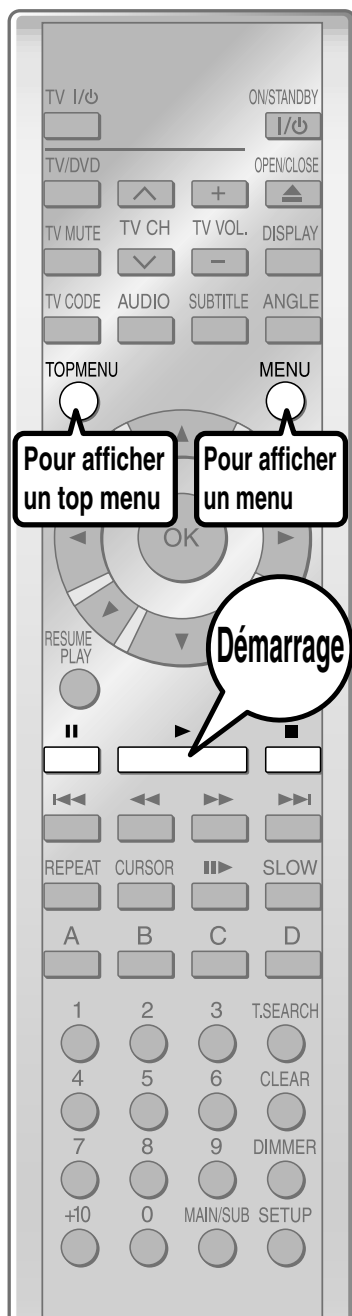 TV I/⏻ ON/STANDBY
I/⏻
TV/DVD OPEN/CLOSE
+
TV MUTE TV CH TV VOL. DISPLAY
−
TV CODE AUDIO SUBTITLE ANGLE
TOPMENU MENU
Pour afficher
un top menu
Pour afficher
un menu
OK
RESUME
PLAY
Démarrage
REPEAT CURSOR SLOW
A B C D
1 2 3 T.SEARCH
4 5 6 CLEAR
7 8 9 DIMMER
+10 0 MAIN/SUB SETUP